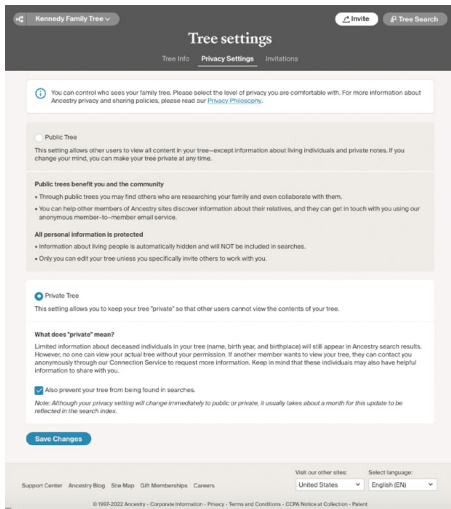 Kennedy Family Tree
Invite
Tree Search
Tree settings
Tree Info Privacy Settings Invitations
You can control who sees your family tree. Please select the level of privacy you are comfortable with. For more information about
Ancestry privacy and sharing policies, please read our Privacy Philosophy.
Public Tree
This setting allows other users to view all content in your tree—except information about living individuals and private notes. If you
change your mind, you can make your tree private at any time.
Public trees benefit you and the community
• Through public trees you may find others who are researching your family and even collaborate with them.
• You can help other members of Ancestry sites discover information about their relatives, and they can get in touch with you using our
anonymous member-to-member email service.
All personal information is protected
• Information about living people is automatically hidden and will NOT be included in searches.
• Only you can edit your tree unless you specifically invite others to work with you.
Private Tree
This setting allows you to keep your tree "private" so that other users cannot view the contents of your tree.
What does "private" mean?
Limited information about deceased individuals in your tree (name, birth year, and birthplace) will still appear in Ancestry search results.
However, no one can view your actual tree without your permission. If another member wants to view your tree, they can contact you
anonymously through our Connection Service to request more information. Keep in mind that these individuals may also have helpful
information to share with you.
Also prevent your tree from being found in searches.
Note: Although your privacy setting will change immediately to public or private, it usually takes about a month for this update to be
reflected in the search index.
Save Changes
Visit our other sites: Select language:
Support Center Ancestry Blog Site Map Gift Memberships Careers United States English (EN)
© 1997-2022 Ancestry - Corporate Information - Privacy - Terms and Conditions - CCPA Notice at Collection - Patent